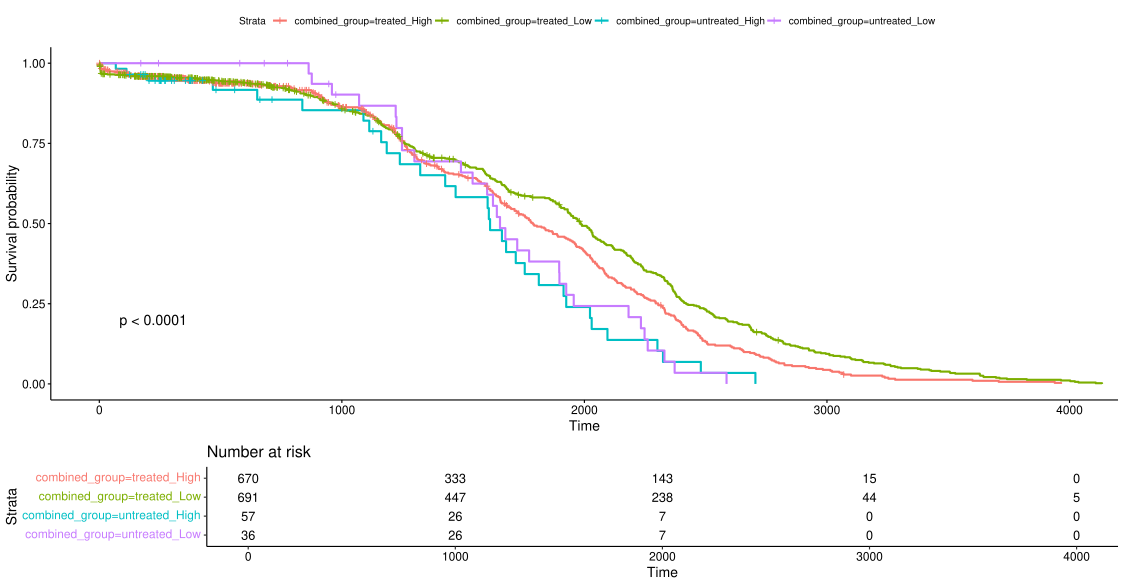 Strata combined_group=treated_High combined_group=treated_Low combined_group=untreated_High combined_group=untreated_Low
1.00
0.75
0.50
0.25
0.00
Survival probability
p < 0.0001
0 1000 2000 3000 4000
Time
Number at risk
Strata
combined_group=treated_High 670 333 143 15 0
combined_group=treated_Low 691 447 238 44 5
combined_group=untreated_High 57 26 7 0 0
combined_group=untreated_Low 36 26 7 0 0
0 1000 2000 3000 4000
Time